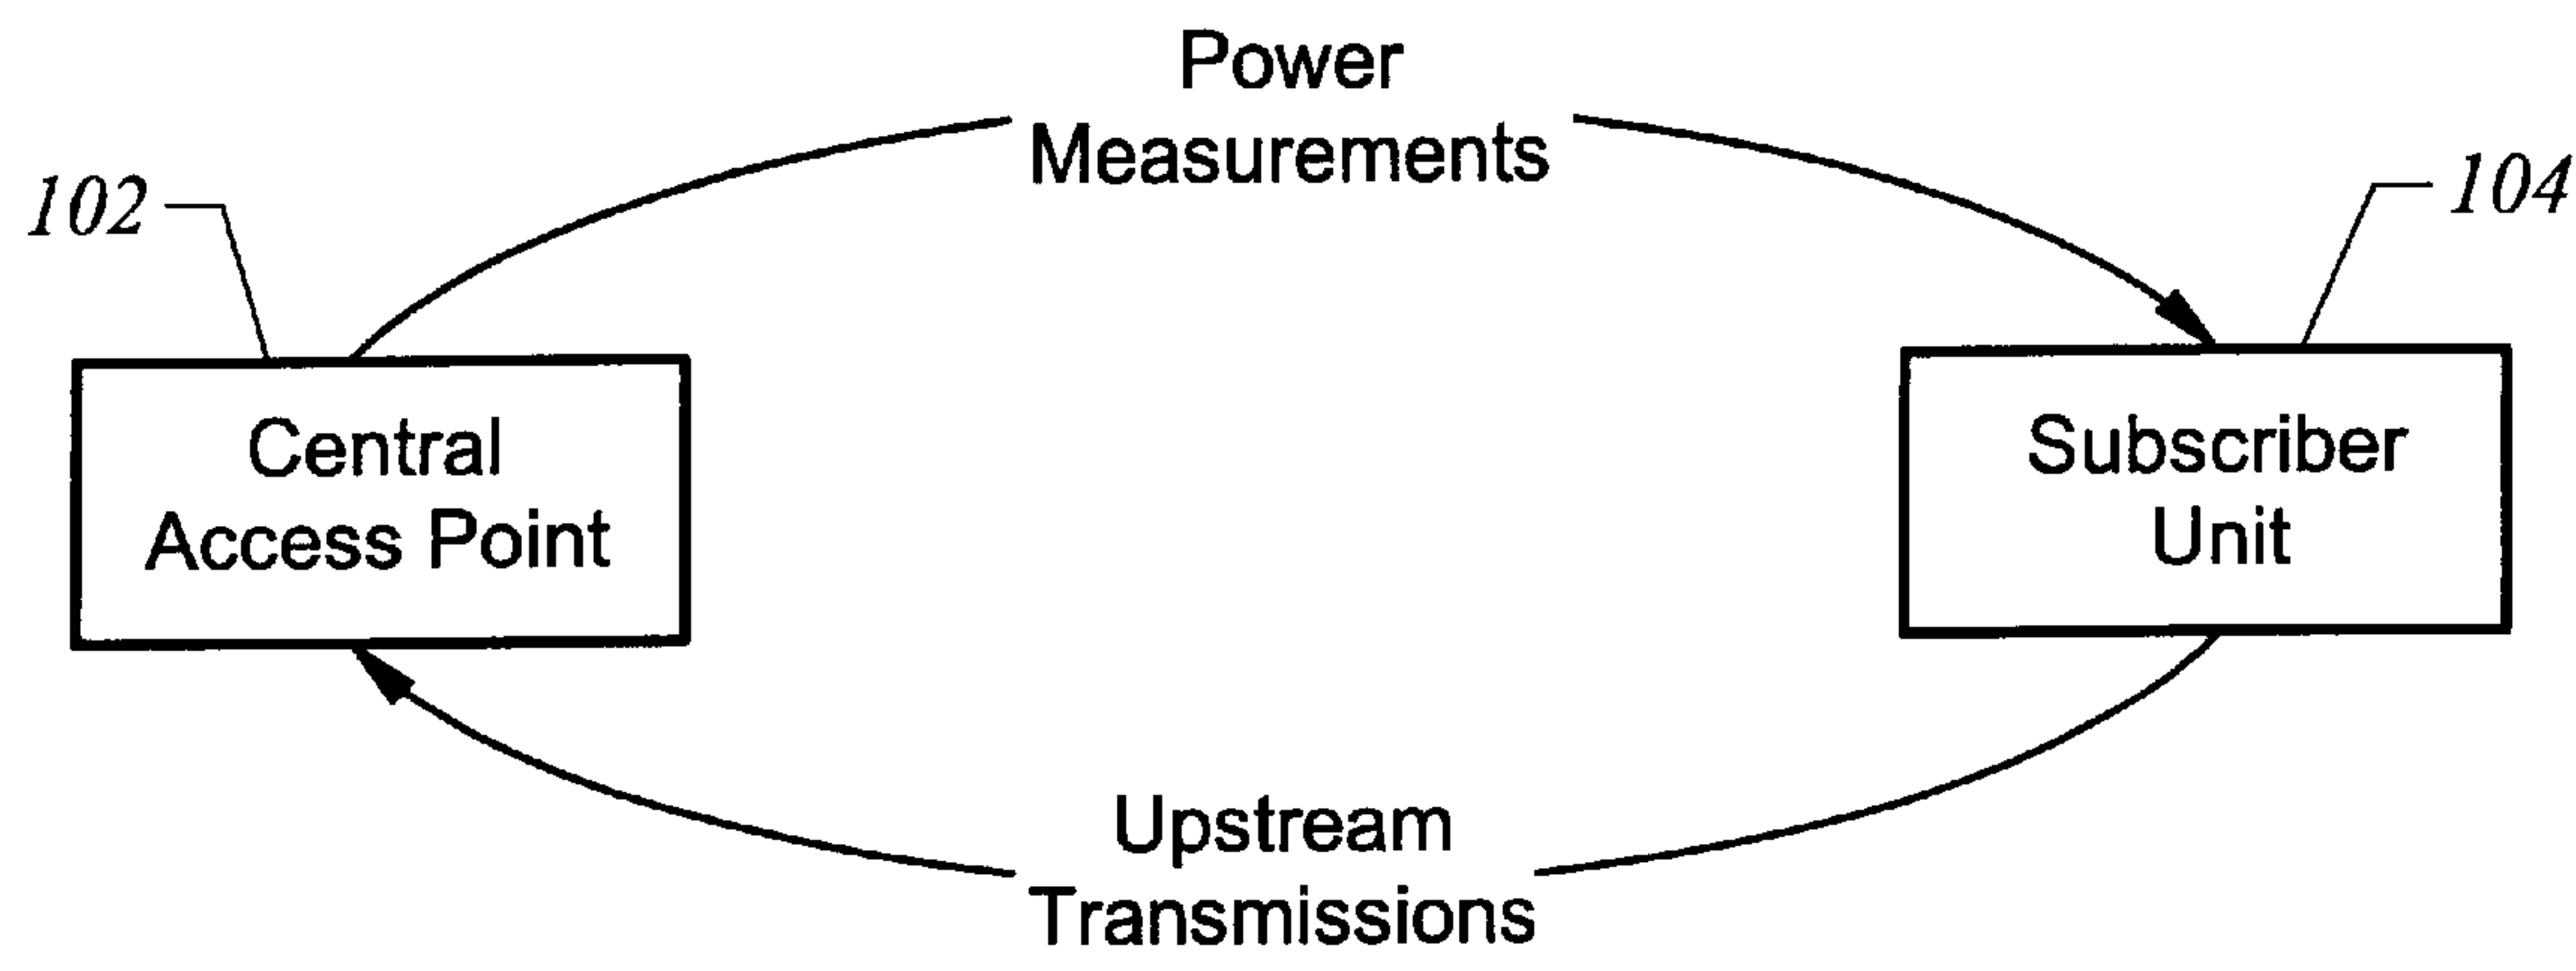 Power
Measurements
102
104
Central
Access Point
Subscriber
Unit
Upstream
Transmissions